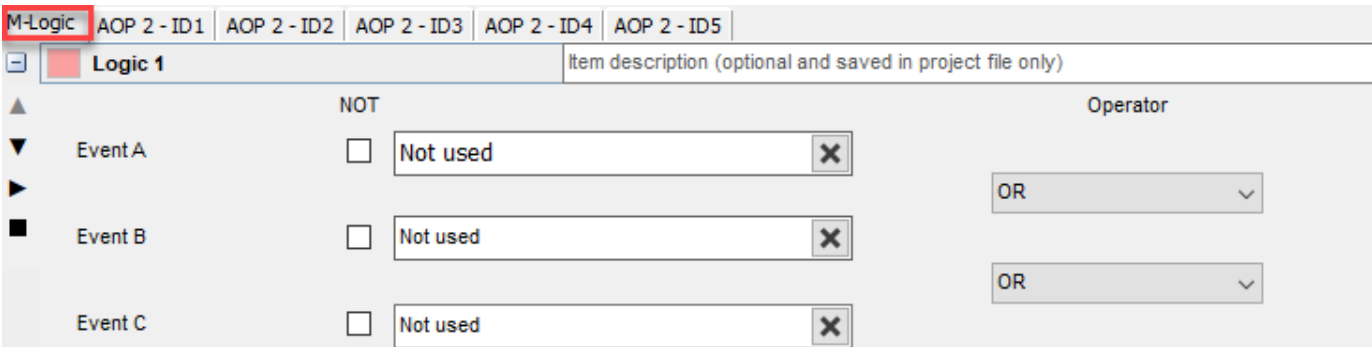 M-Logic AOP 2 - ID1 AOP 2 - ID2 AOP 2 - ID3 AOP 2 - ID4 AOP 2 - ID5
Logic 1 Item description (optional and saved in project file only)
NOT Operator
Event A Not used
OR
Event B Not used
OR
Event C Not used